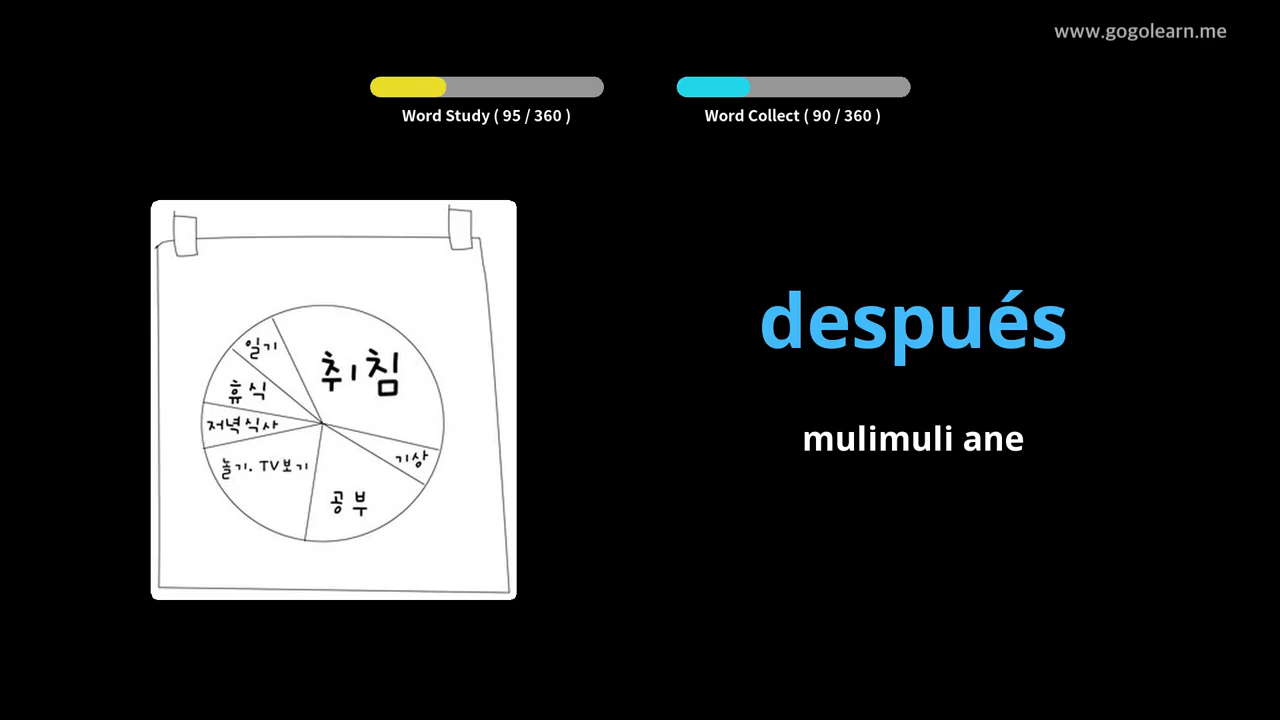 www.gogolearn.me
Word Study ( 95 / 360 )
Word Collect ( 90 / 360 )
일기
취침
휴식
저녁식사
놀기. TV보기
기상
공부
después
mulimuli ane